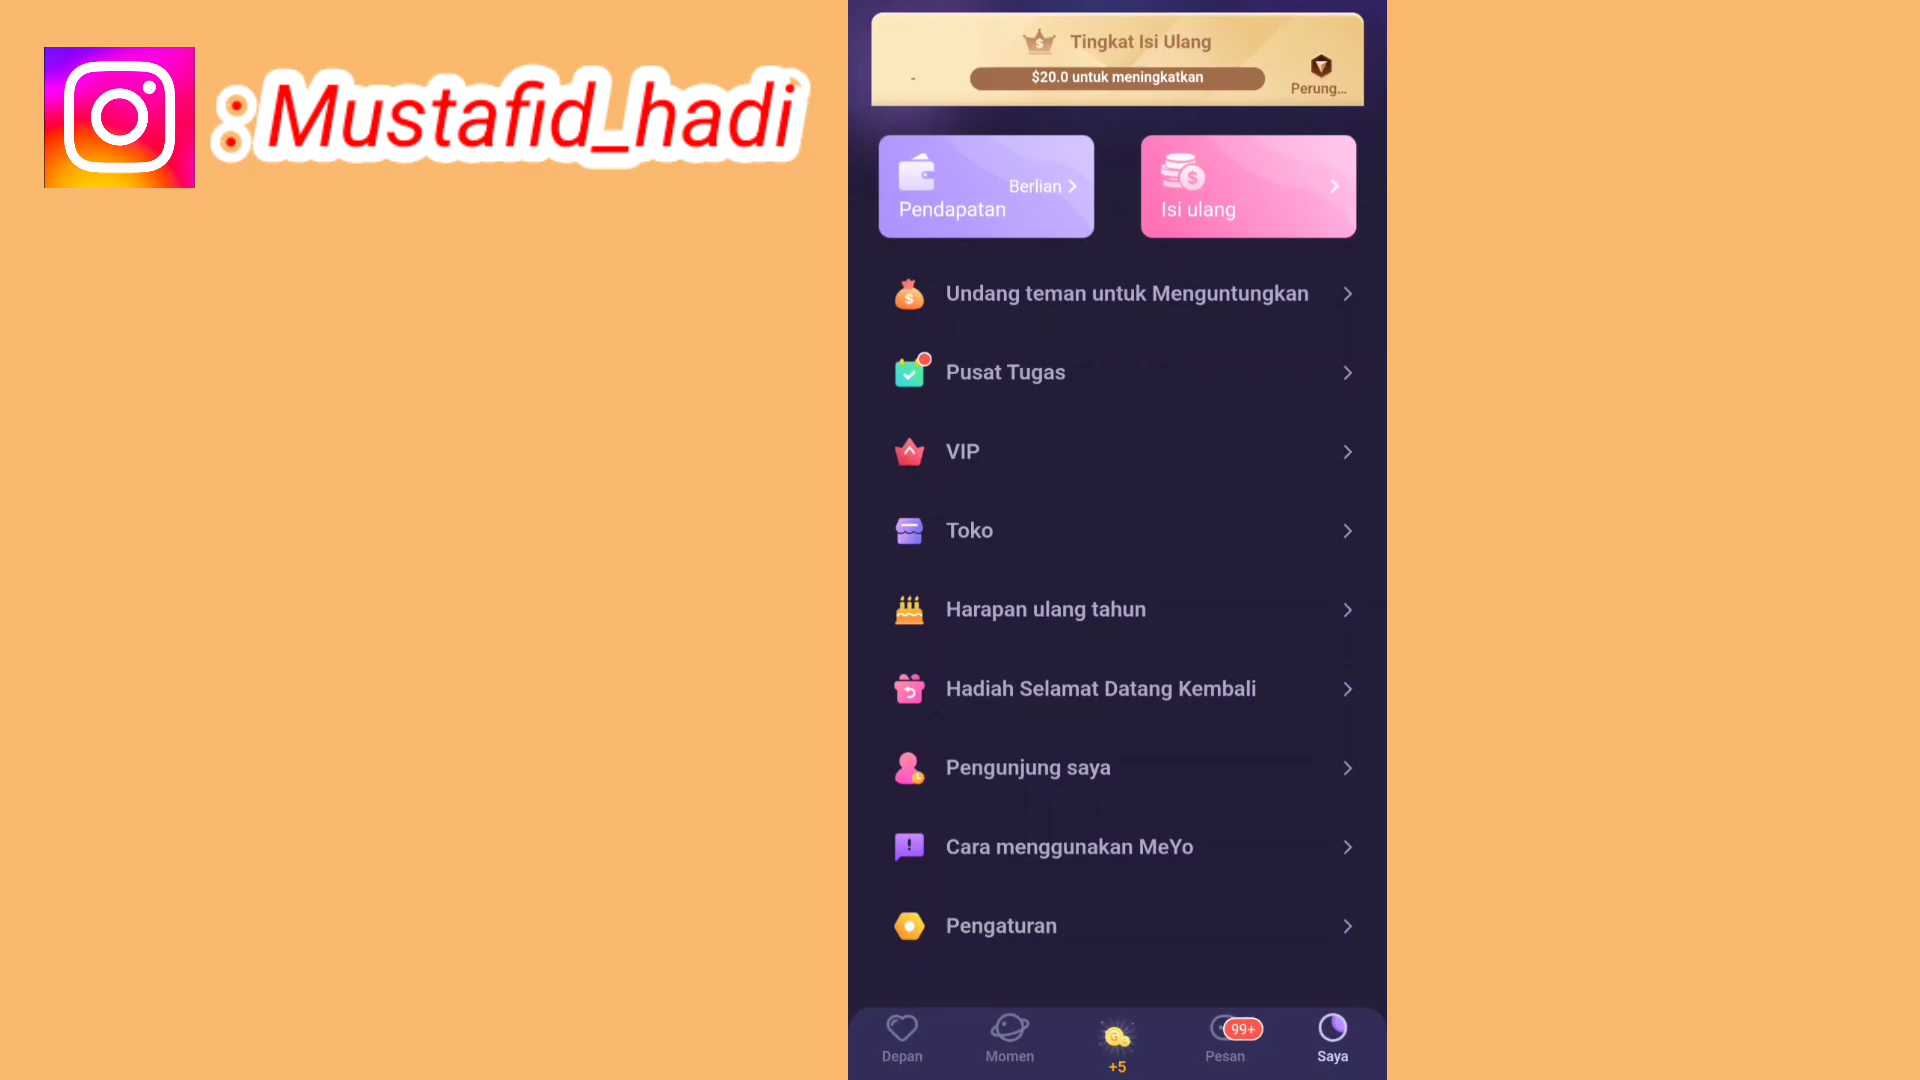 :Mustafid_hadi
Tingkat Isi Ulang
-
$20.0 untuk meningkatkan
Perung...
Berlian
Pendapatan
Isi ulang
Undang teman untuk Menguntungkan
Pusat Tugas
VIP
Toko
Harapan ulang tahun
Hadiah Selamat Datang Kembali
Pengunjung saya
Cara menggunakan MeYo
Pengaturan
99+
Depan
Momen
+5
Pesan
Saya